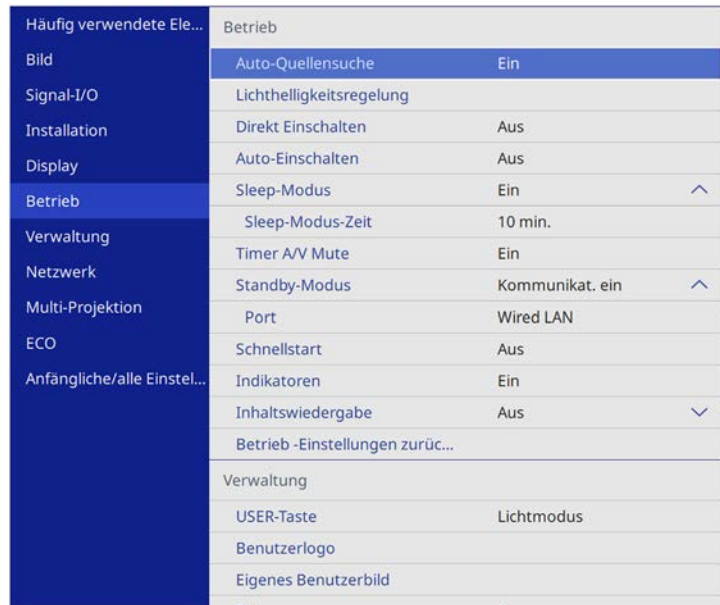 Häufig verwendete Ele...
Bild
Signal-I/O
Installation
Display
Betrieb
Verwaltung
Netzwerk
Multi-Projektion
ECO
Anfängliche/alle Einstel...
Betrieb
Auto-Quellensuche Ein
Lichthelligkeitsregelung
Direkt Einschalten Aus
Auto-Einschalten Aus
Sleep-Modus Ein
Sleep-Modus-Zeit 10 min.
Timer A/V Mute Ein
Standby-Modus Kommunikat. ein
Port Wired LAN
Schnellstart Aus
Indikatoren Ein
Inhaltswiedergabe Aus
Betrieb -Einstellungen zurüc...
Verwaltung
USER-Taste Lichtmodus
Benutzerlogo
Eigenes Benutzerbild